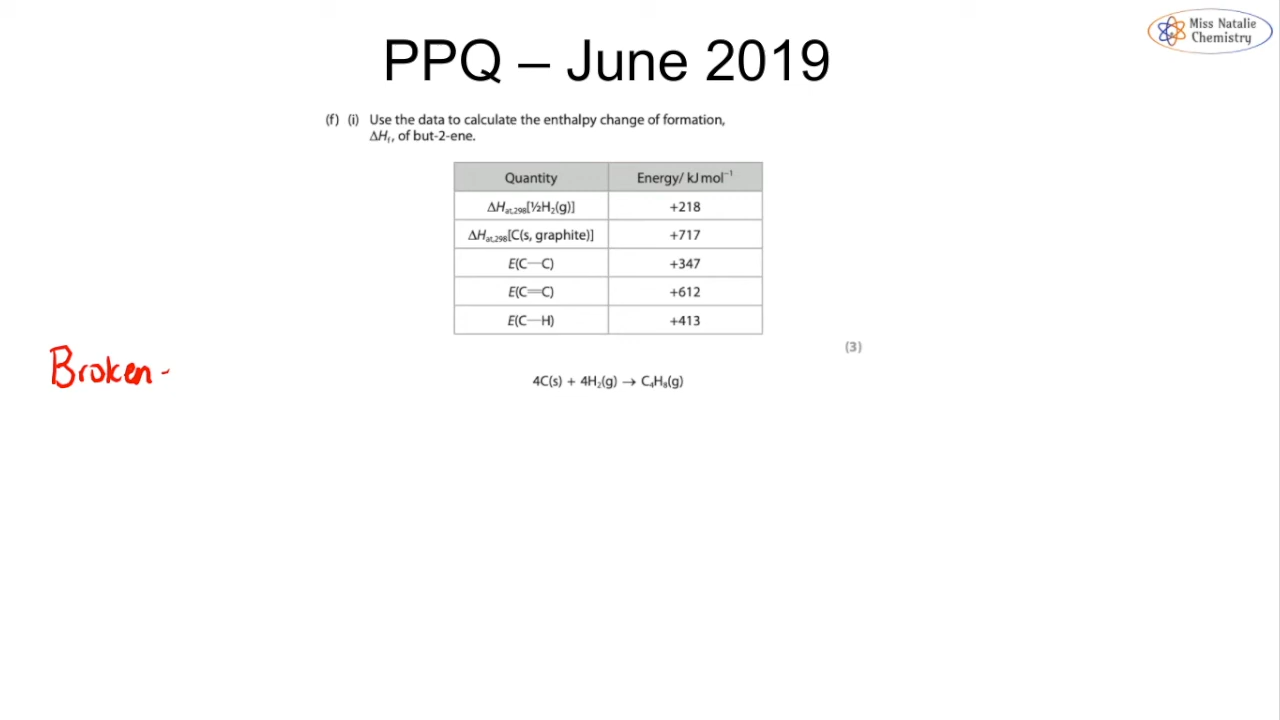 Miss Natalie
Chemistry
PPQ – June 2019
(f) (i) Use the data to calculate the enthalpy change of formation,
ΔHf, of but-2-ene.
Quantity Energy/ kJ mol⁻¹
ΔHat,298[½H₂(g)] +218
ΔHat,298[C(s, graphite)] +717
E(C—C) +347
E(C=C) +612
E(C—H) +413
(3)
Broken -
4C(s) + 4H₂(g) → C₄H₈(g)